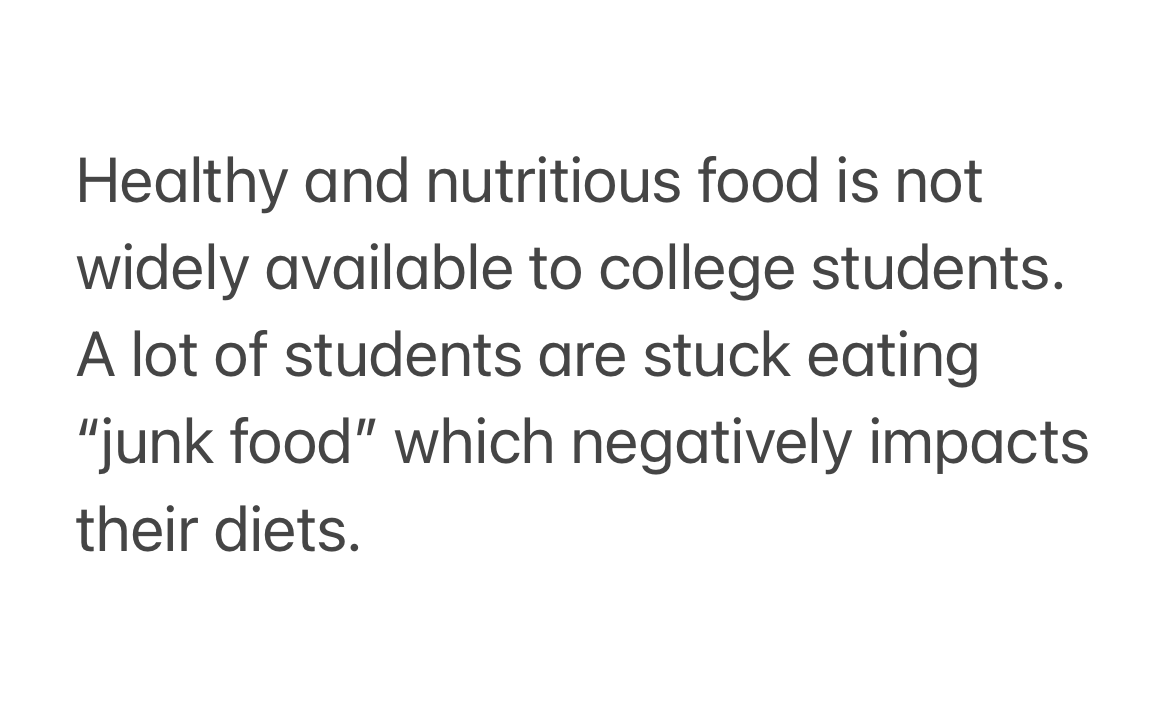 Healthy and nutritious food is not
widely available to college students.
A lot of students are stuck eating
“junk food” which negatively impacts
their diets.